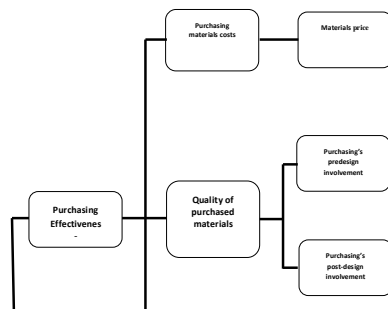 Purchasing
materials costs
Materials price
Purchasing's
predesign
involvement
Purchasing
Effectivenes
-
Quality of
purchased
materials
Purchasing's
post-design
involvement